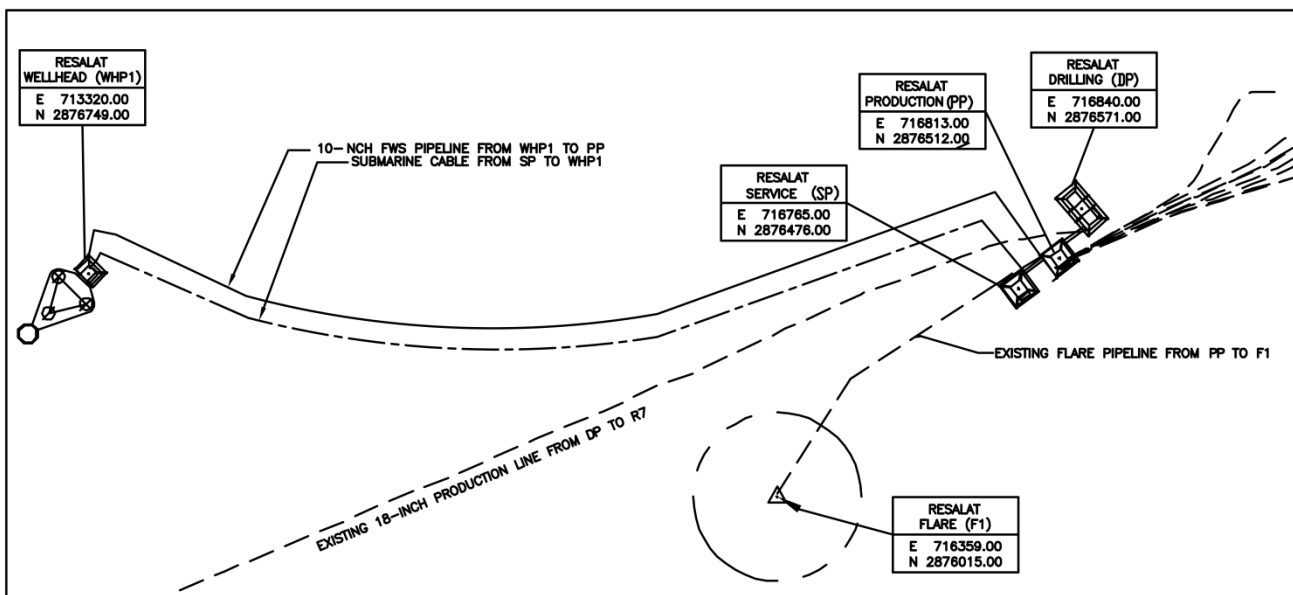 RESALAT
WELLHEAD (WHP1)
E 713320.00
N 2876749.00
RESALAT
DRILLING (DP)
E 716840.00
N 2876571.00
RESALAT
PRODUCTION (PP)
E 716813.00
N 2876512.00
10-NCH FWS PIPELINE FROM WHP1 TO PP
SUBMARINE CABLE FROM SP TO WHP1
RESALAT
SERVICE (SP)
E 716765.00
N 2876476.00
EXISTING FLARE PIPELINE FROM PP TO F1
EXISTING 18-INCH PRODUCTION LINE FROM DP TO R7
RESALAT
FLARE (F1)
E 716359.00
N 2876015.00